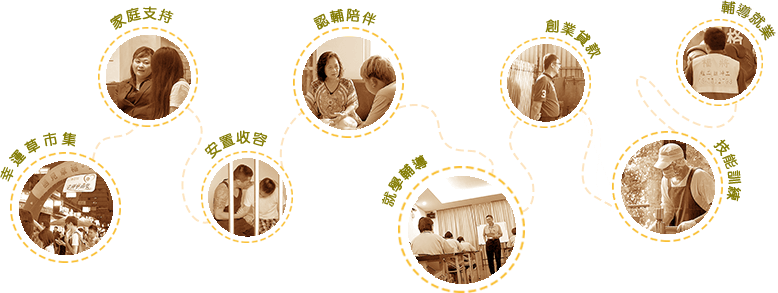 幸運草市集
家庭支持
安置收容
認輔陪伴
就學輔導
創業貸款
技能訓練
輔導就業